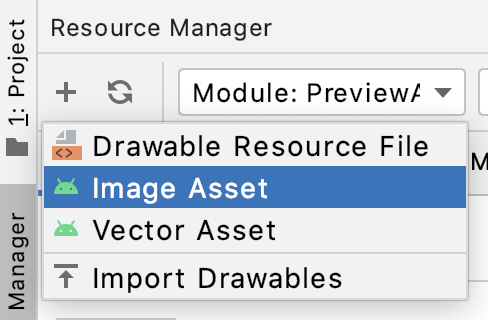 Resource Manager
1: Project
Module: PreviewA
Drawable Resource File
Image Asset
Vector Asset
Import Drawables
Manager
M